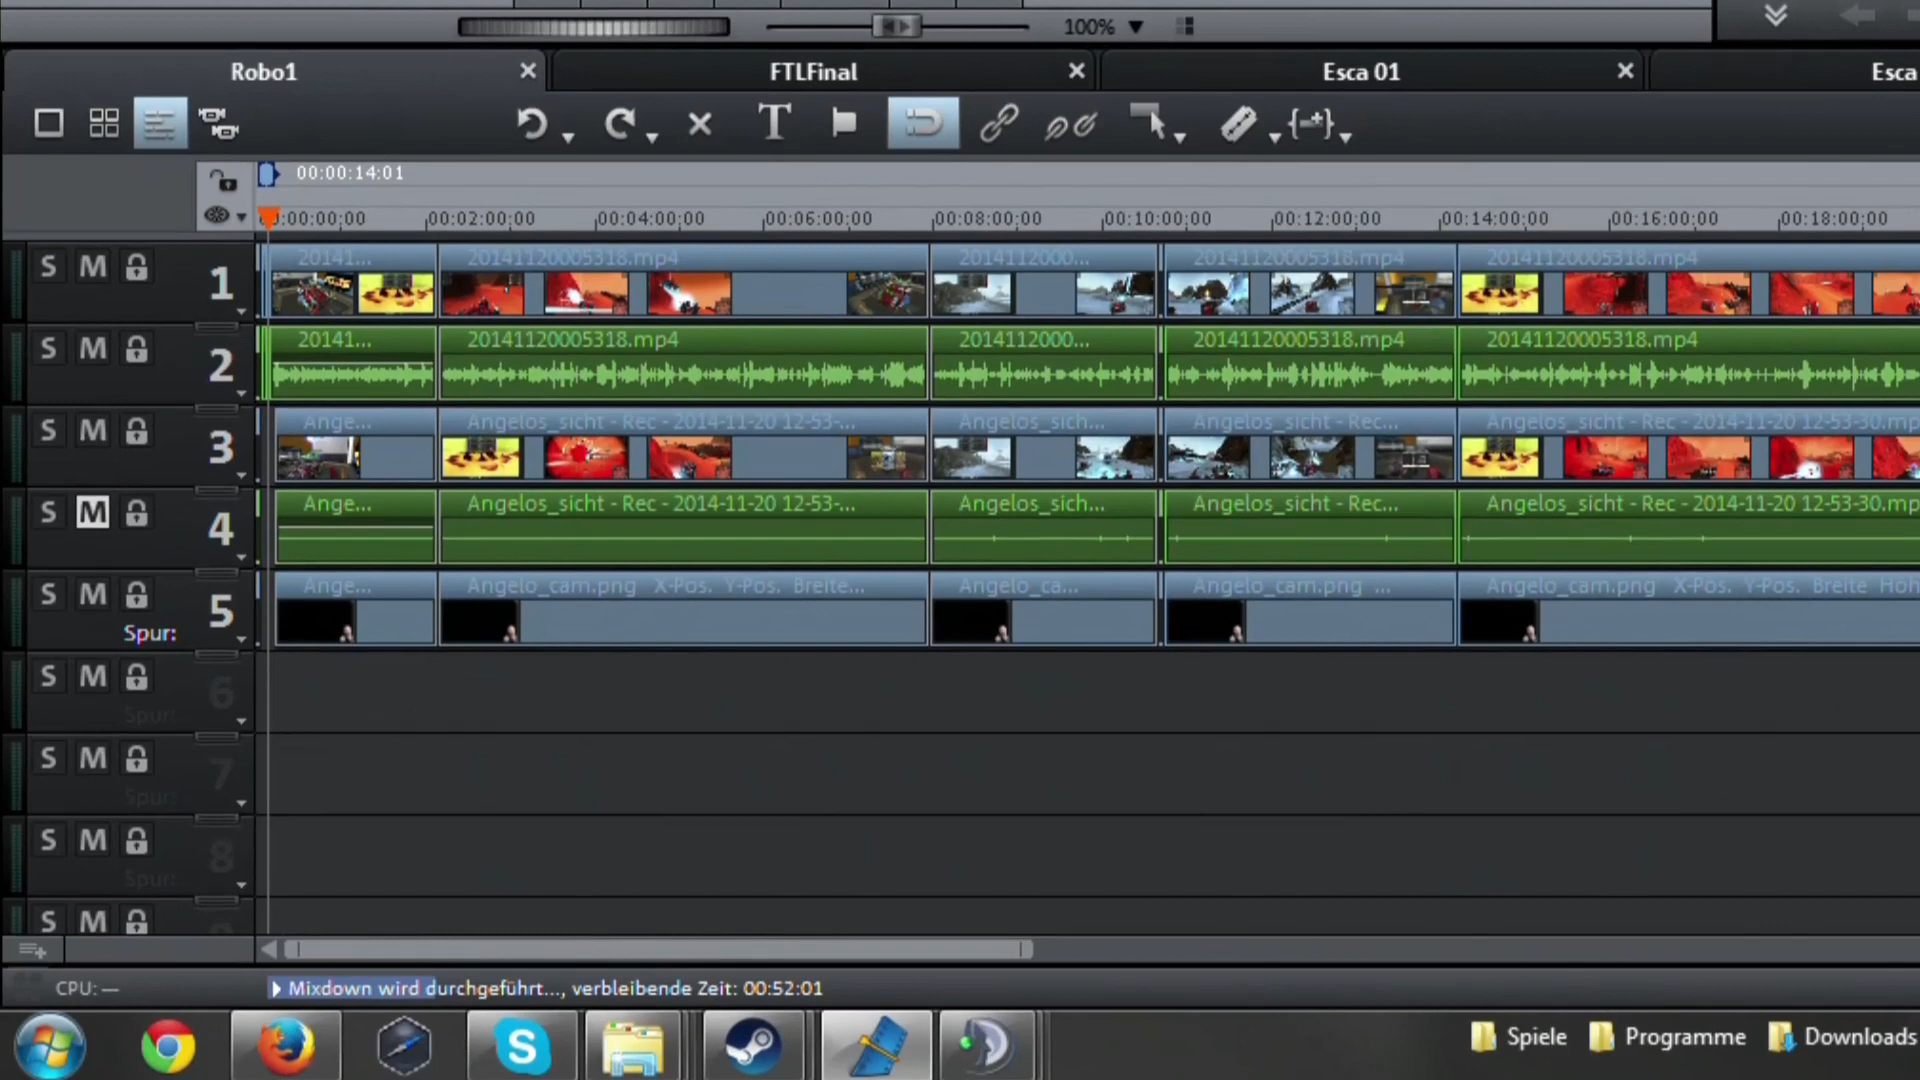 100%
Robo1 FTLFinal Esca 01 Esca
T
00:00:14:01
:00:00:00 00:02:00:00 00:04:00:00 00:06:00:00 00:08:00:00 00:10:00:00 00:12:00:00 00:14:00:00 00:16:00:00 00:18:00:00
S M 1 20141... 20141120005318.mp4 2014112000... 20141120005318.mp4 20141120005318.mp4
S M 2 20141... 20141120005318.mp4 2014112000... 20141120005318.mp4 20141120005318.mp4
S M 3 Ange... Angelos_sicht - Rec - 2014-11-20 12-53-... Angelos_sich... Angelos_sicht - Rec... Angelos_sicht - Rec - 2014-11-20 12-53-30.mp
S M 4 Ange... Angelos_sicht - Rec - 2014-11-20 12-53-... Angelos_sich... Angelos_sicht - Rec... Angelos_sicht - Rec - 2014-11-20 12-53-30.mp
S M 5 Ange... Angelo_cam.png X-Pos. Y-Pos. Breite... Angelo_ca... Angelo_cam.png ... Angelo_cam.png X-Pos. Y-Pos. Breite Höh
Spur:
S M 6
Spur:
S M 7
Spur:
S M 8
Spur:
S M
CPU: — Mixdown wird durchgeführt..., verbleibende Zeit: 00:52:01
Spiele Programme Downloads